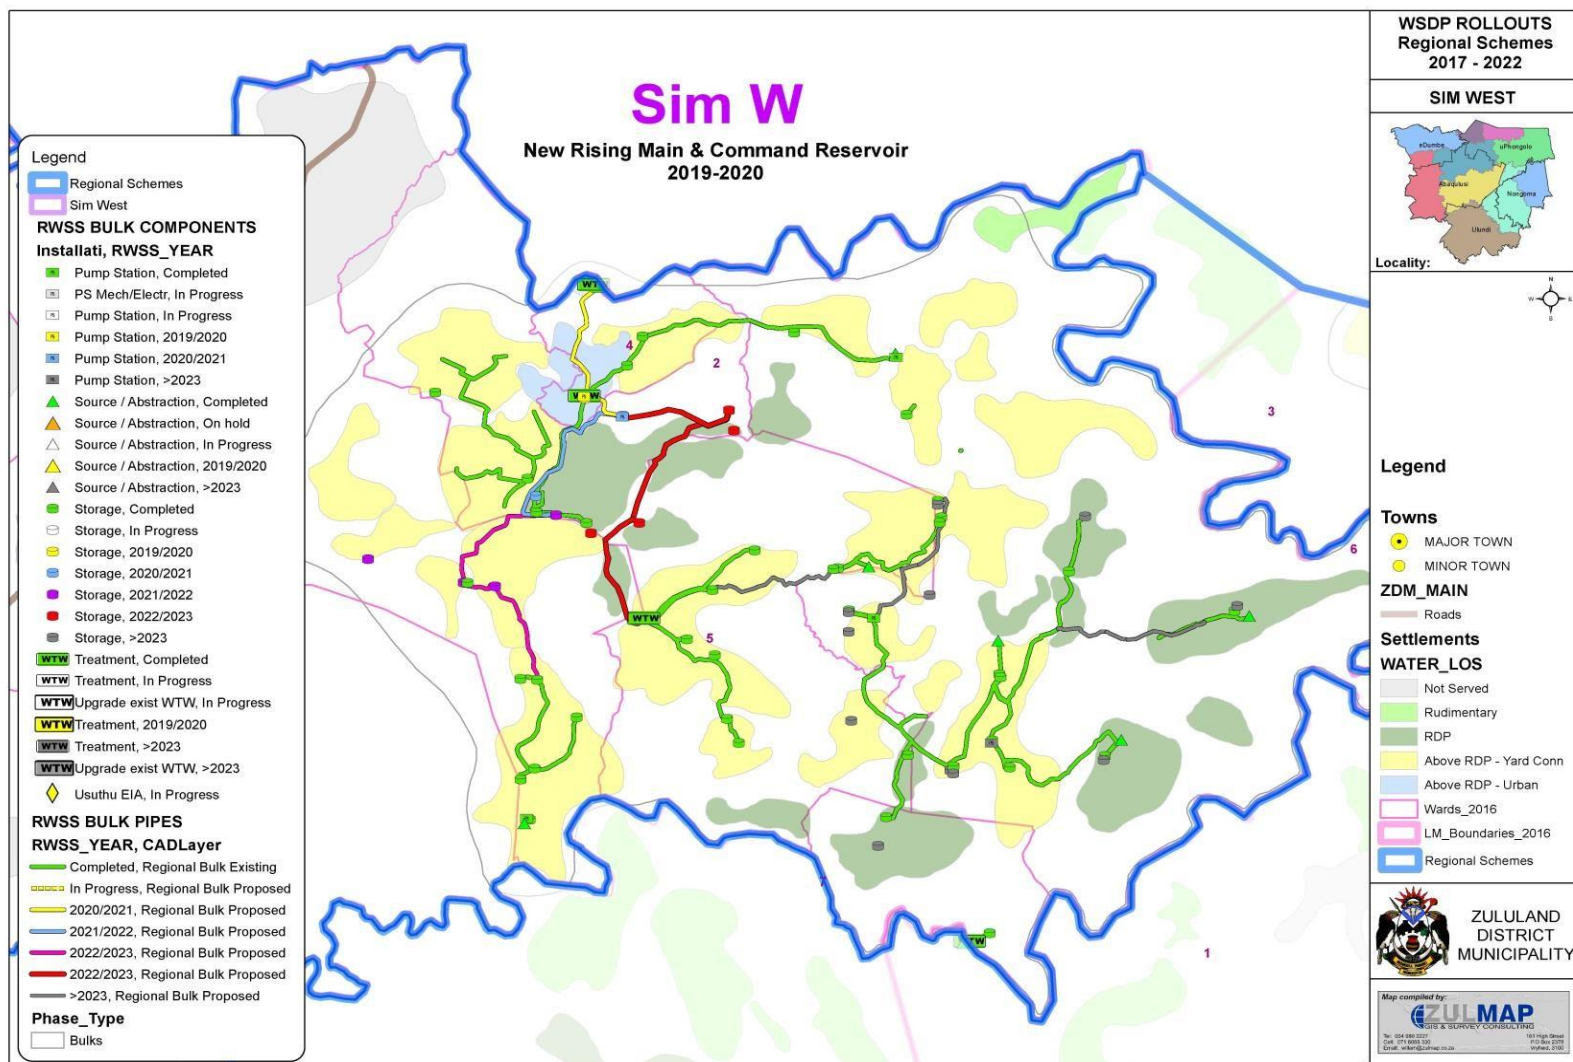 Sim W
New Rising Main & Command Reservoir
2019-2020
Legend
Regional Schemes
Sim West
RWSS BULK COMPONENTS
Installati, RWSS_YEAR
Pump Station, Completed
PS Mech/Electr, In Progress
Pump Station, In Progress
Pump Station, 2019/2020
Pump Station, 2020/2021
Pump Station, >2023
Source / Abstraction, Completed
Source / Abstraction, On hold
Source / Abstraction, In Progress
Source / Abstraction, 2019/2020
Source / Abstraction, >2023
Storage, Completed
Storage, In Progress
Storage, 2019/2020
Storage, 2020/2021
Storage, 2021/2022
Storage, 2022/2023
Storage, >2023
WTW Treatment, Completed
WTW Treatment, In Progress
WTW Upgrade exist WTW, In Progress
WTW Treatment, 2019/2020
WTW Treatment, >2023
WTW Upgrade exist WTW, >2023
Usuthu EIA, In Progress
RWSS BULK PIPES
RWSS_YEAR, CADLayer
Completed, Regional Bulk Existing
In Progress, Regional Bulk Proposed
2020/2021, Regional Bulk Proposed
2021/2022, Regional Bulk Proposed
2022/2023, Regional Bulk Proposed
2022/2023, Regional Bulk Proposed
>2023, Regional Bulk Proposed
Phase_Type
Bulks
4
2
3
6
WTW
5
7
1
WSDP ROLLOUTS
Regional Schemes
2017 - 2022
SIM WEST
eDumbe
uPhongolo
Abaqulusi
Nongoma
Ulundi
Locality:
N
W
E
S
Legend
Towns
MAJOR TOWN
MINOR TOWN
ZDM_MAIN
Roads
Settlements
WATER_LOS
Not Served
Rudimentary
RDP
Above RDP - Yard Conn
Above RDP - Urban
Wards_2016
LM_Boundaries_2016
Regional Schemes
ZULULAND
DISTRICT
MUNICIPALITY
Map compiled by:
ZULMAP
GIS & SURVEY CONSULTING